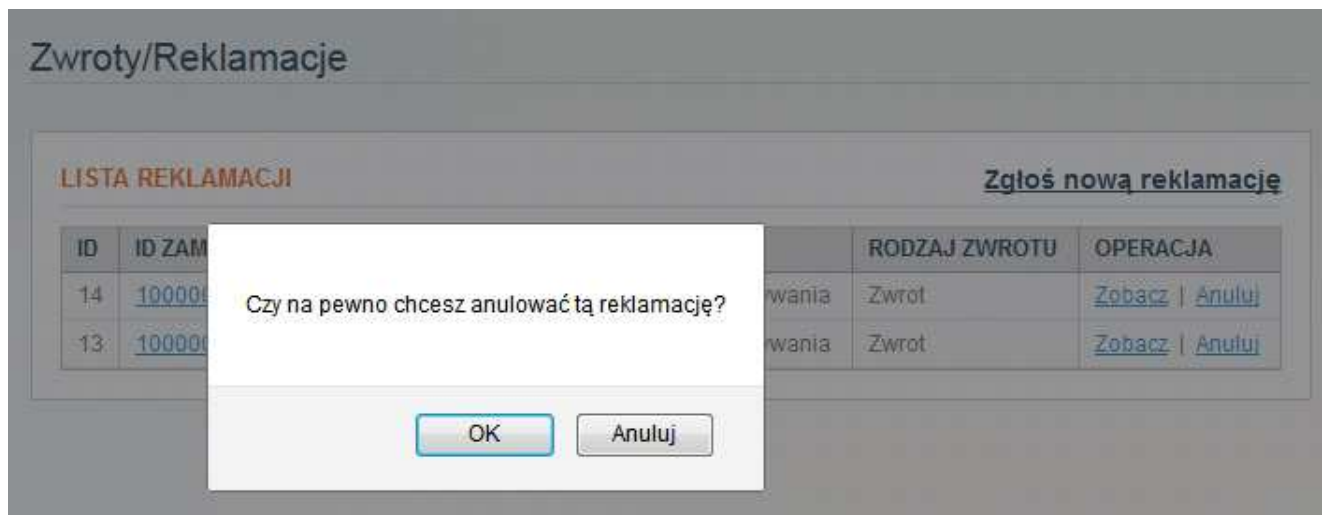 Zwroty/Reklamacje
LISTA REKLAMACJI Zgłoś nową reklamację
ID ID RODZAJ ZWROTU OPERACJA
14 Zwrot Zobacz | Anuluj
13 Zwrot Zobacz | Anuluj
Czy na pewno chcesz anulować tą reklamację?
OK Anuluj